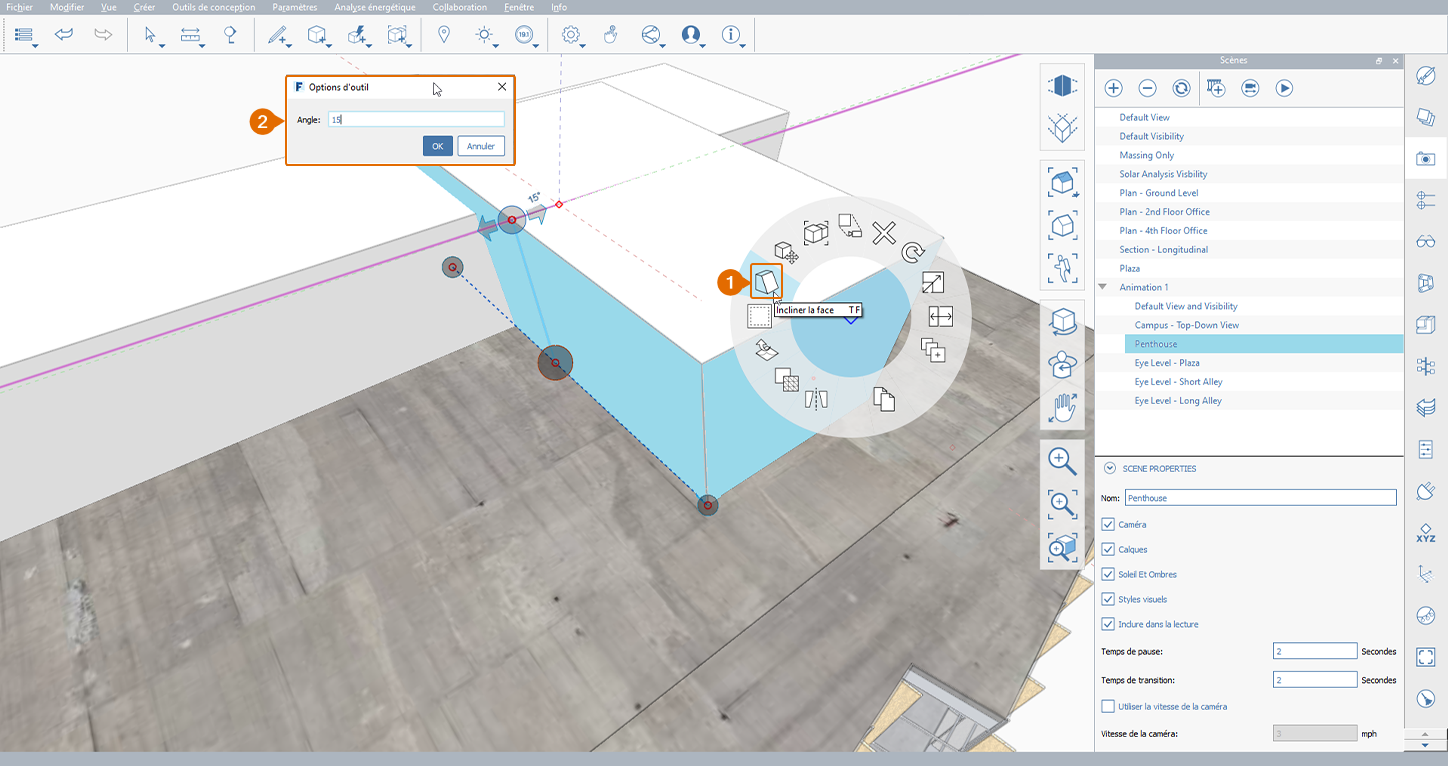 Fichier Modifier Vue Créer Outils de conception Paramètres Analyse énergétique Collaboration Fenêtre Info
19.1
Scènes
F Options d'outil
2
Angle: 15
OK Annuler
15°
1
Incliner la face TF
Default View
Default Visibility
Massing Only
Solar Analysis Visbility
Plan - Ground Level
Plan - 2nd Floor Office
Plan - 4th Floor Office
Section - Longitudinal
Plaza
Animation 1
Default View and Visibility
Campus - Top-Down View
Penthouse
Eye Level - Plaza
Eye Level - Short Alley
Eye Level - Long Alley
SCENE PROPERTIES
Nom: Penthouse
Caméra
Calques
Soleil Et Ombres
Styles visuels
Inclure dans la lecture
Temps de pause: 2 Secondes
Temps de transition: 2 Secondes
Utiliser la vitesse de la caméra
Vitesse de la caméra: 3 mph
XYZ